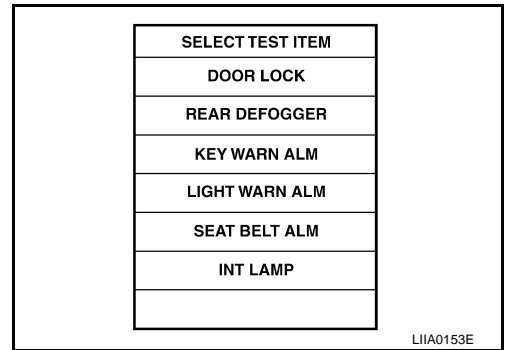 SELECT TEST ITEM
DOOR LOCK
REAR DEFOGGER
KEY WARN ALM
LIGHT WARN ALM
SEAT BELT ALM
INT LAMP
LIIA0153E